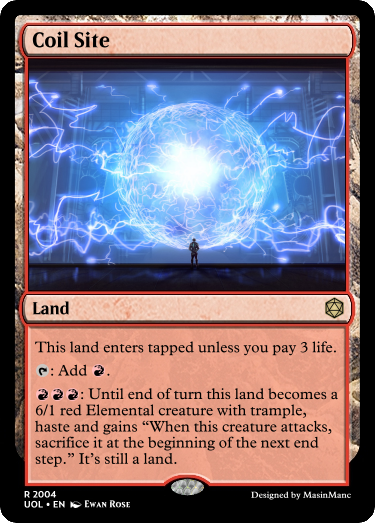 Coil Site
Land
This land enters tapped unless you pay 3 life.
: Add .
: Until end of turn this land becomes a
6/1 red Elemental creature with trample,
haste and gains “When this creature attacks,
sacrifice it at the beginning of the next end
step.” It’s still a land.
R 2004
Designed by MasinManc
UOL • EN Ewan Rose